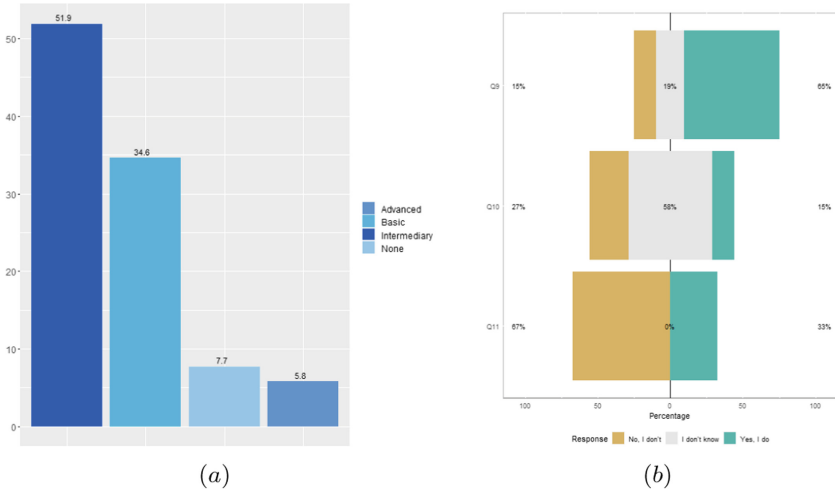 51.9
50
40
34.6
30
20
10
7.7
5.8
0
Advanced
Basic
Intermediary
None
(a)
Q9 15% 19% 65%
Q10 27% 58% 15%
Q11 67% 0% 33%
100 50 0 50 100
Percentage
Response No, I don't I don't know Yes, I do
(b)